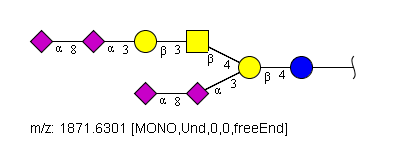 α 8 α 3 β 3 β 4 β 4
α 8 α 3
m/z: 1871.6301 [MONO,Und,0,0,freeEnd]